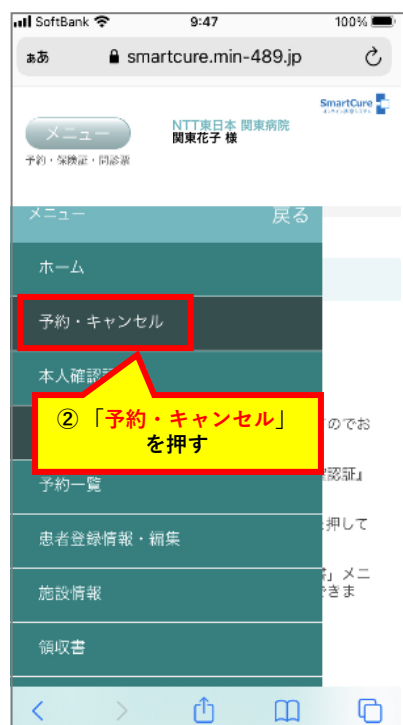 SoftBank 9:47 100%
ぁあ smartcure.min-489.jp
SmartCure
メニュー
NTT東日本 関東病院
関東花子 様
予約・保険証・問診票
メニュー 戻る
ホーム
予約・キャンセル
本人確認
② 「予約・キャンセル」
を押す
のでお
予約一覧
確認証』
患者登録情報・編集
押して
施設情報
」メニ
きま
領収書